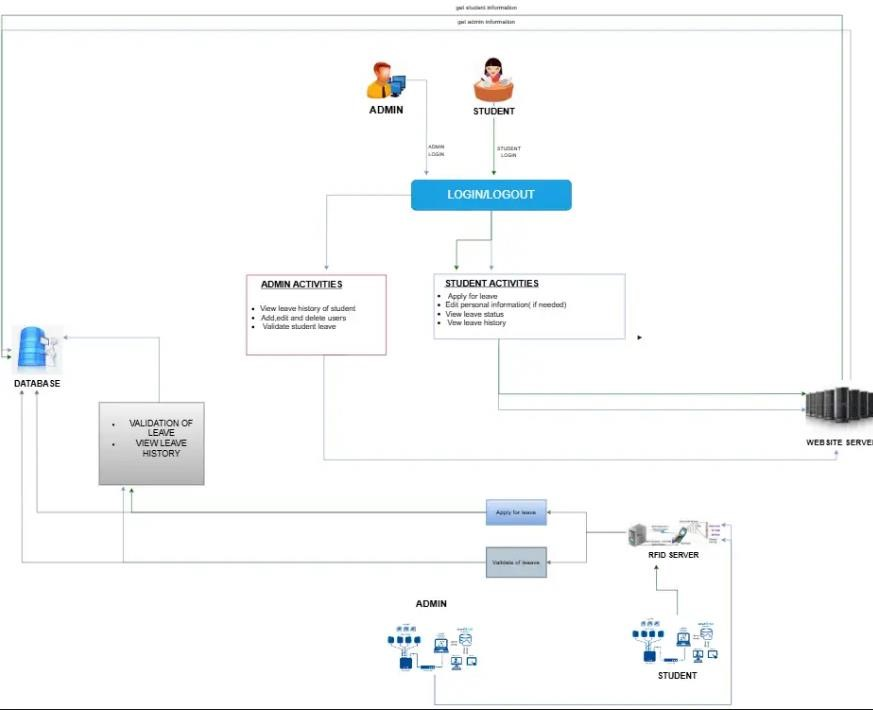 get student information
get admin information
ADMIN
STUDENT
ADMIN
LOGIN
STUDENT
LOGIN
LOGIN/LOGOUT
ADMIN ACTIVITIES
• View leave history of student
• Add,edit and delete users
• Validate student leave
STUDENT ACTIVITIES
• Apply for leave
• Edit personal information( if needed)
• View leave status
• Vew leave history
DATABASE
• VALIDATION OF
LEAVE
• VIEW LEAVE
HISTORY
WEBSITE SERVER
Apply for leave
Validate of leeave
RFID SERVER
ADMIN
STUDENT